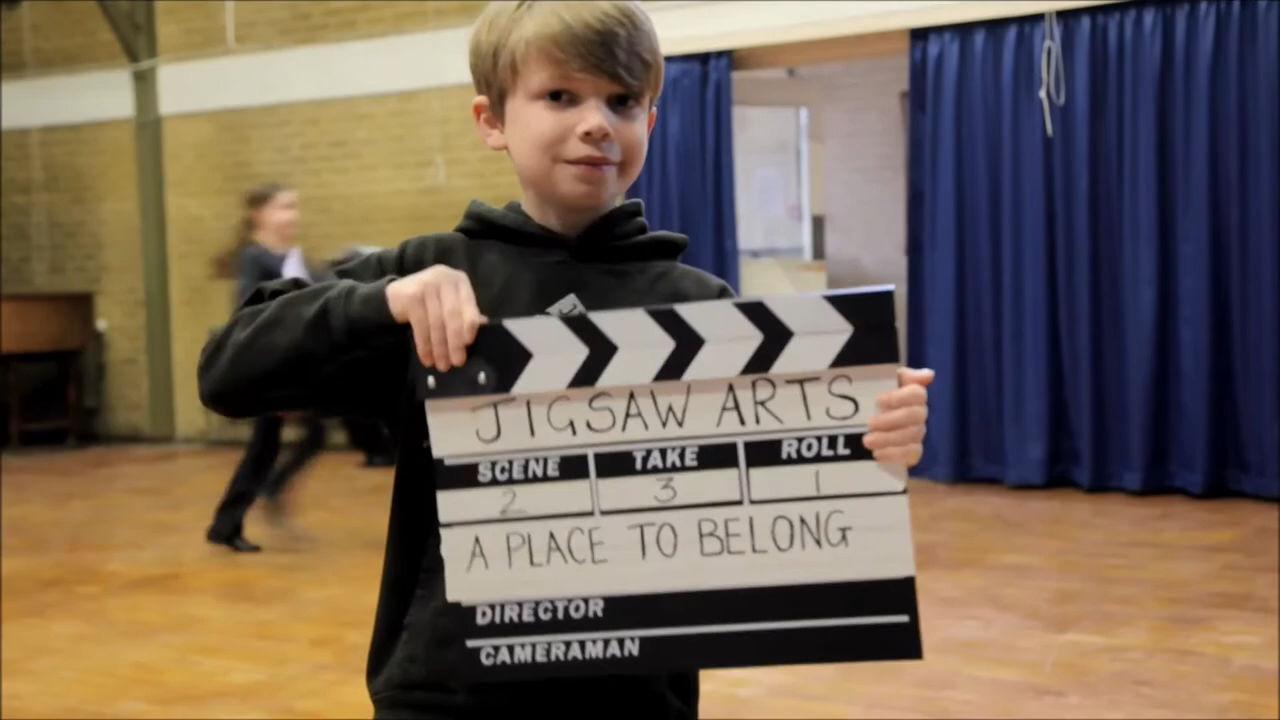 JIGSAW ARTS
SCENE TAKE ROLL
2 3 1
A PLACE TO BELONG
DIRECTOR
CAMERAMAN